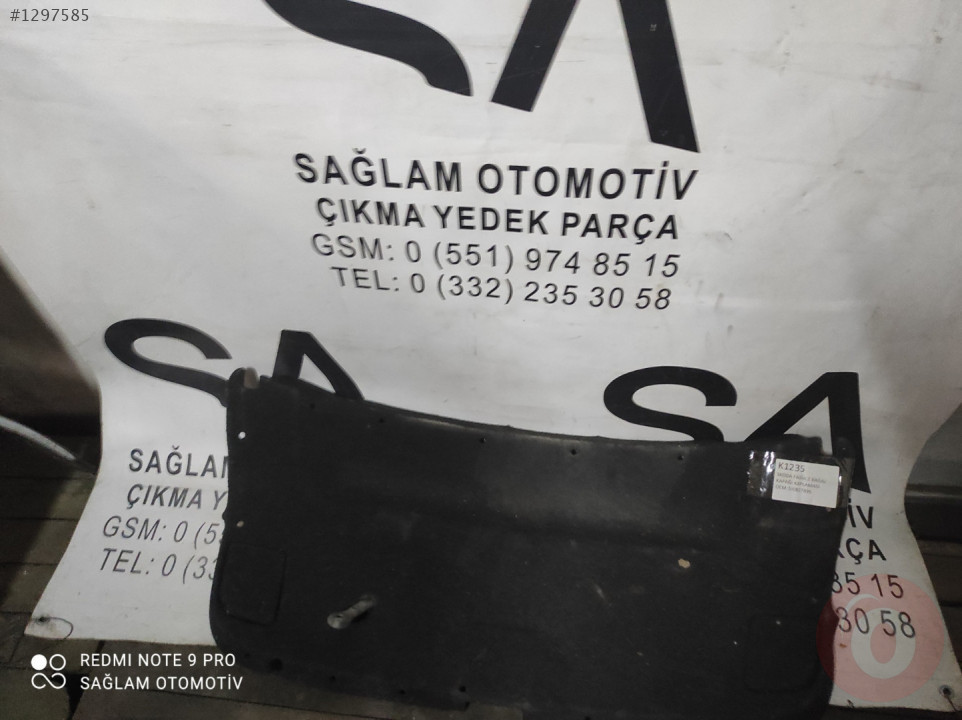 #1297585
SA
SAĞLAM OTOMOTİV
ÇIKMA YEDEK PARÇA
GSM: 0 (551) 974 85 15
TEL: 0 (332) 235 30 58
SA
SA
SAĞLAM
ÇIKMA Y
GSM: 0 (5
TEL: 0 (33
K1235
İV
ÇA
85 15
30 58
REDMI NOTE 9 PRO
SAĞLAM OTOMOTİV